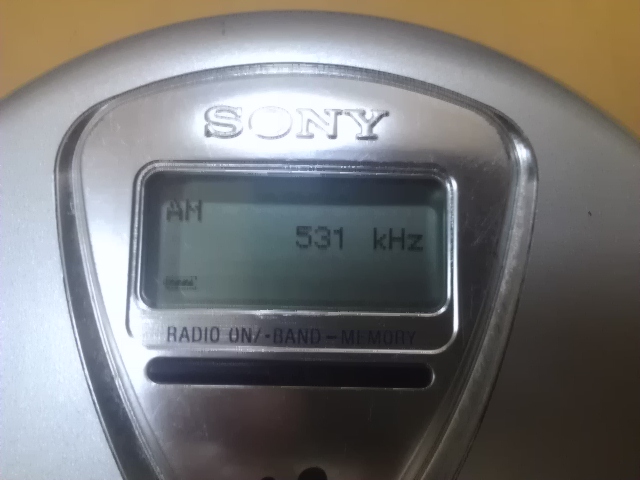 SONY
AM
531 kHz
RADIO ON/•BAND–MEMORY